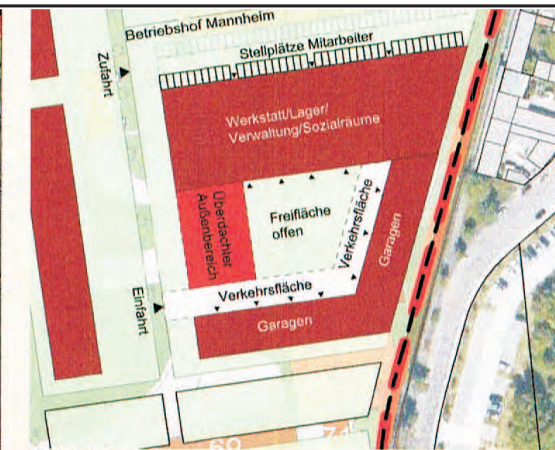 Betriebshof Mannheim
Stellplätze Mitarbeiter
Zufahrt
Werkstatt/Lager/
Verwaltung/Sozialräume
Überdachter
Außenbereich
Freifläche
offen
Verkehrsfläche
Garagen
Verkehrsfläche
Einfahrt
Garagen